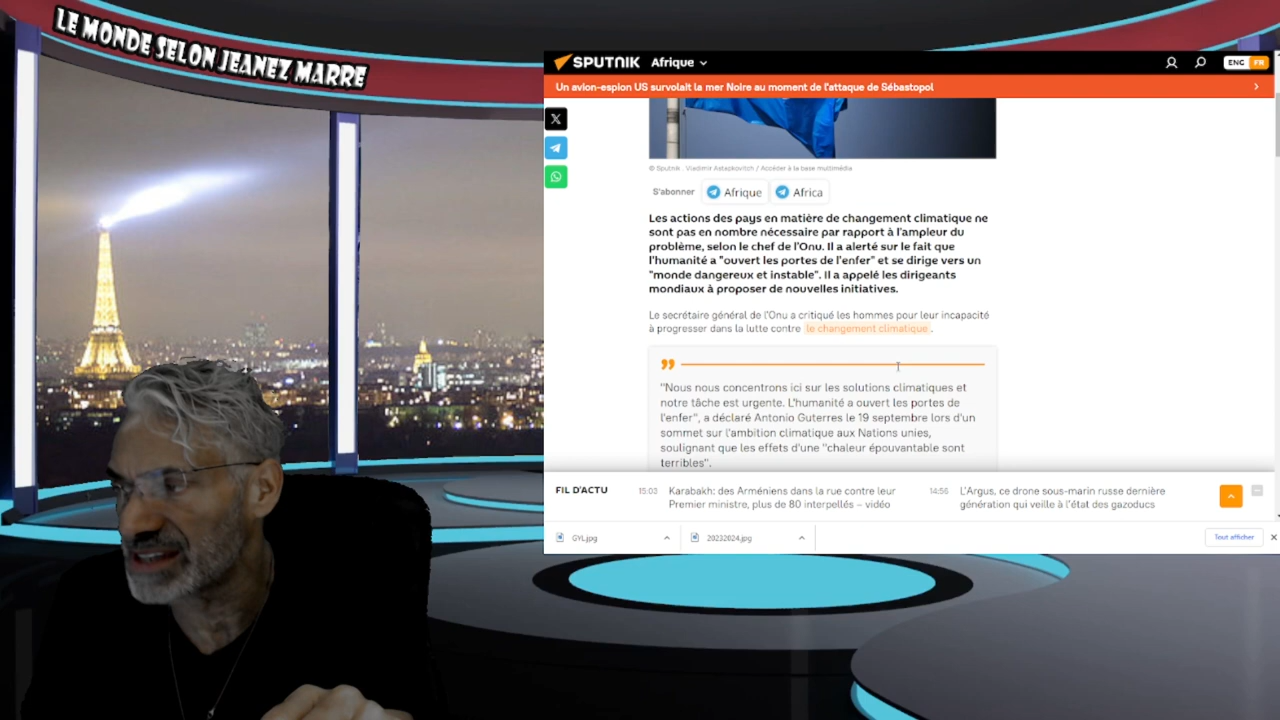 LE MONDE SELON JEANEZ MARRE
SPUTNIK Afrique
ENG FR
Un avion-espion US survolait la mer Noire au moment de l'attaque de Sébastopol
© Sputnik . Vladimir Astapkovitch / Accéder à la base multimédia
S'abonner Afrique Africa
Les actions des pays en matière de changement climatique ne
sont pas en nombre nécessaire par rapport à l'ampleur du
problème, selon le chef de l'Onu. Il a alerté sur le fait que
l'humanité a "ouvert les portes de l'enfer" et se dirige vers un
"monde dangereux et instable". Il a appelé les dirigeants
mondiaux à proposer de nouvelles initiatives.
Le secrétaire général de l'Onu a critiqué les hommes pour leur incapacité
à progresser dans la lutte contre le changement climatique.
"Nous nous concentrons ici sur les solutions climatiques et
notre tâche est urgente. L'humanité a ouvert les portes de
l'enfer", a déclaré Antonio Guterres le 19 septembre lors d'un
sommet sur l'ambition climatique aux Nations unies,
soulignant que les effets d'une "chaleur épouvantable sont
terribles".
FIL D'ACTU
15:03 Karabakh: des Arméniens dans la rue contre leur
Premier ministre, plus de 80 interpellés – vidéo
14:56 L'Argus, ce drone sous-marin russe dernière
génération qui veille à l'état des gazoducs
GYL.jpg
20232024.jpg
Tout afficher